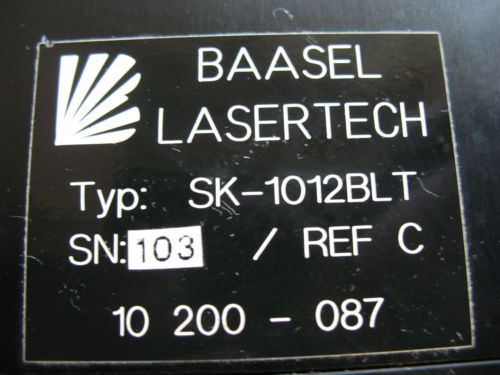 BAASEL
LASERTECH
Typ: SK-1012BLT
SN: 103 / REF C
10 200 - 087